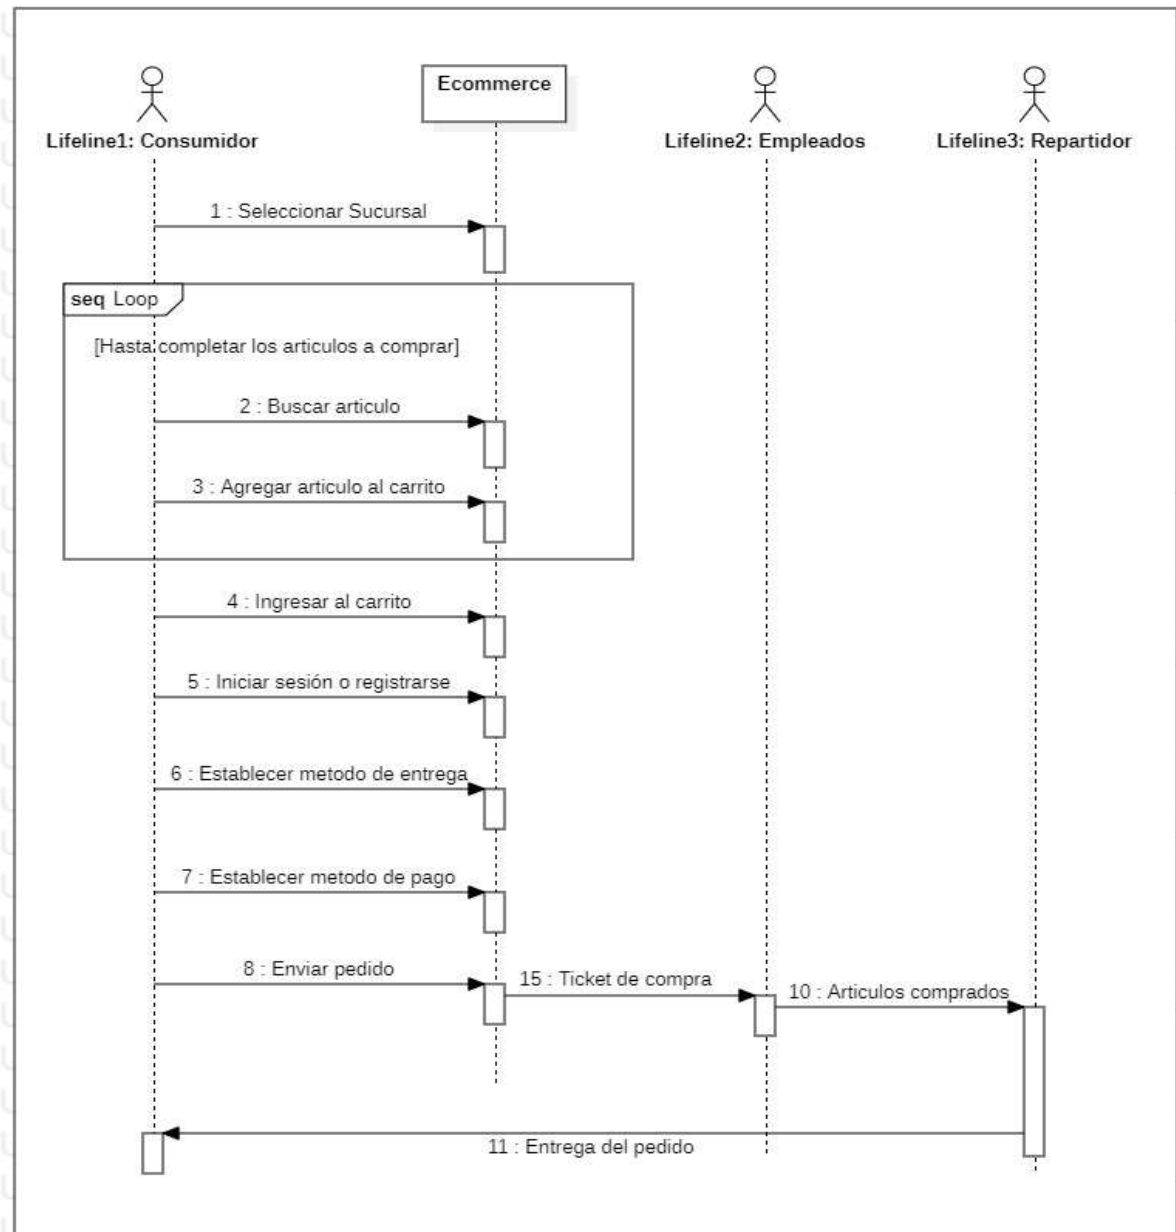 Ecommerce
Lifeline1: Consumidor
Lifeline2: Empleados
Lifeline3: Repartidor
1 : Seleccionar Sucursal
seq Loop
[Hasta completar los articulos a comprar]
2 : Buscar articulo
3 : Agregar articulo al carrito
4 : Ingresar al carrito
5 : Iniciar sesión o registrarse
6 : Establecer metodo de entrega
7 : Establecer metodo de pago
8 : Enviar pedido
15 : Ticket de compra
10 : Articulos comprados
11 : Entrega del pedido